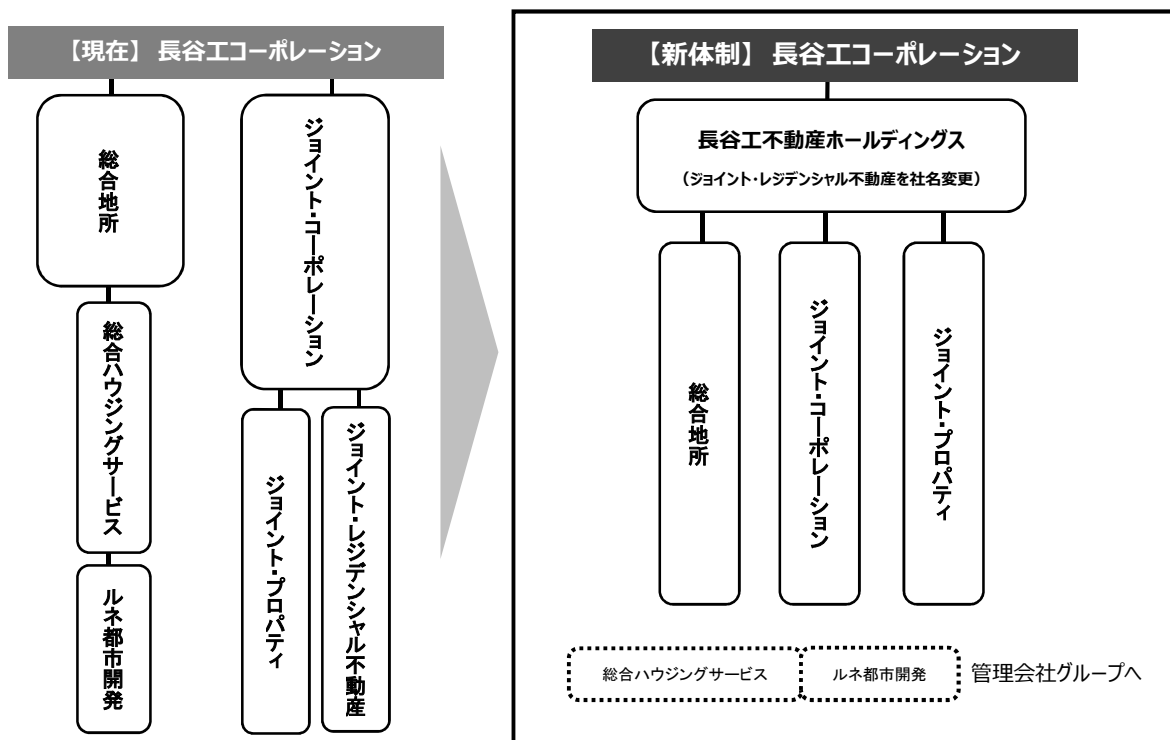 【現在】 長谷工コーポレーション
総合地所
総合ハウジングサービス
ルネ都市開発
ジョイント・コーポレーション
ジョイント・プロパティ
ジョイント・レジデンシャル不動産
【新体制】 長谷工コーポレーション
長谷工不動産ホールディングス
（ジョイント・レジデンシャル不動産を社名変更）
総合地所
ジョイント・コーポレーション
ジョイント・プロパティ
総合ハウジングサービス
ルネ都市開発
管理会社グループへ